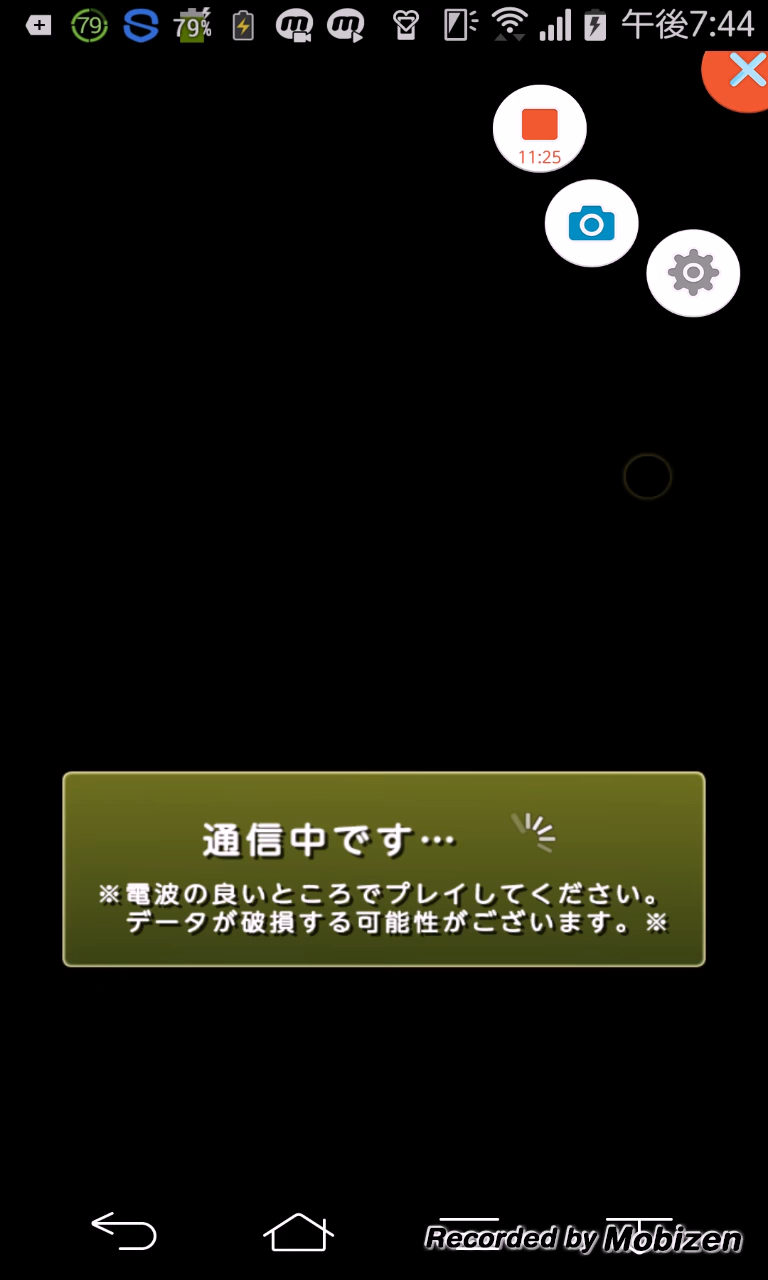 79 79% 午後7:44
11:25
通信中です…
※電波の良いところでプレイしてください。
データが破損する可能性がございます。※
Recorded by Mobizen